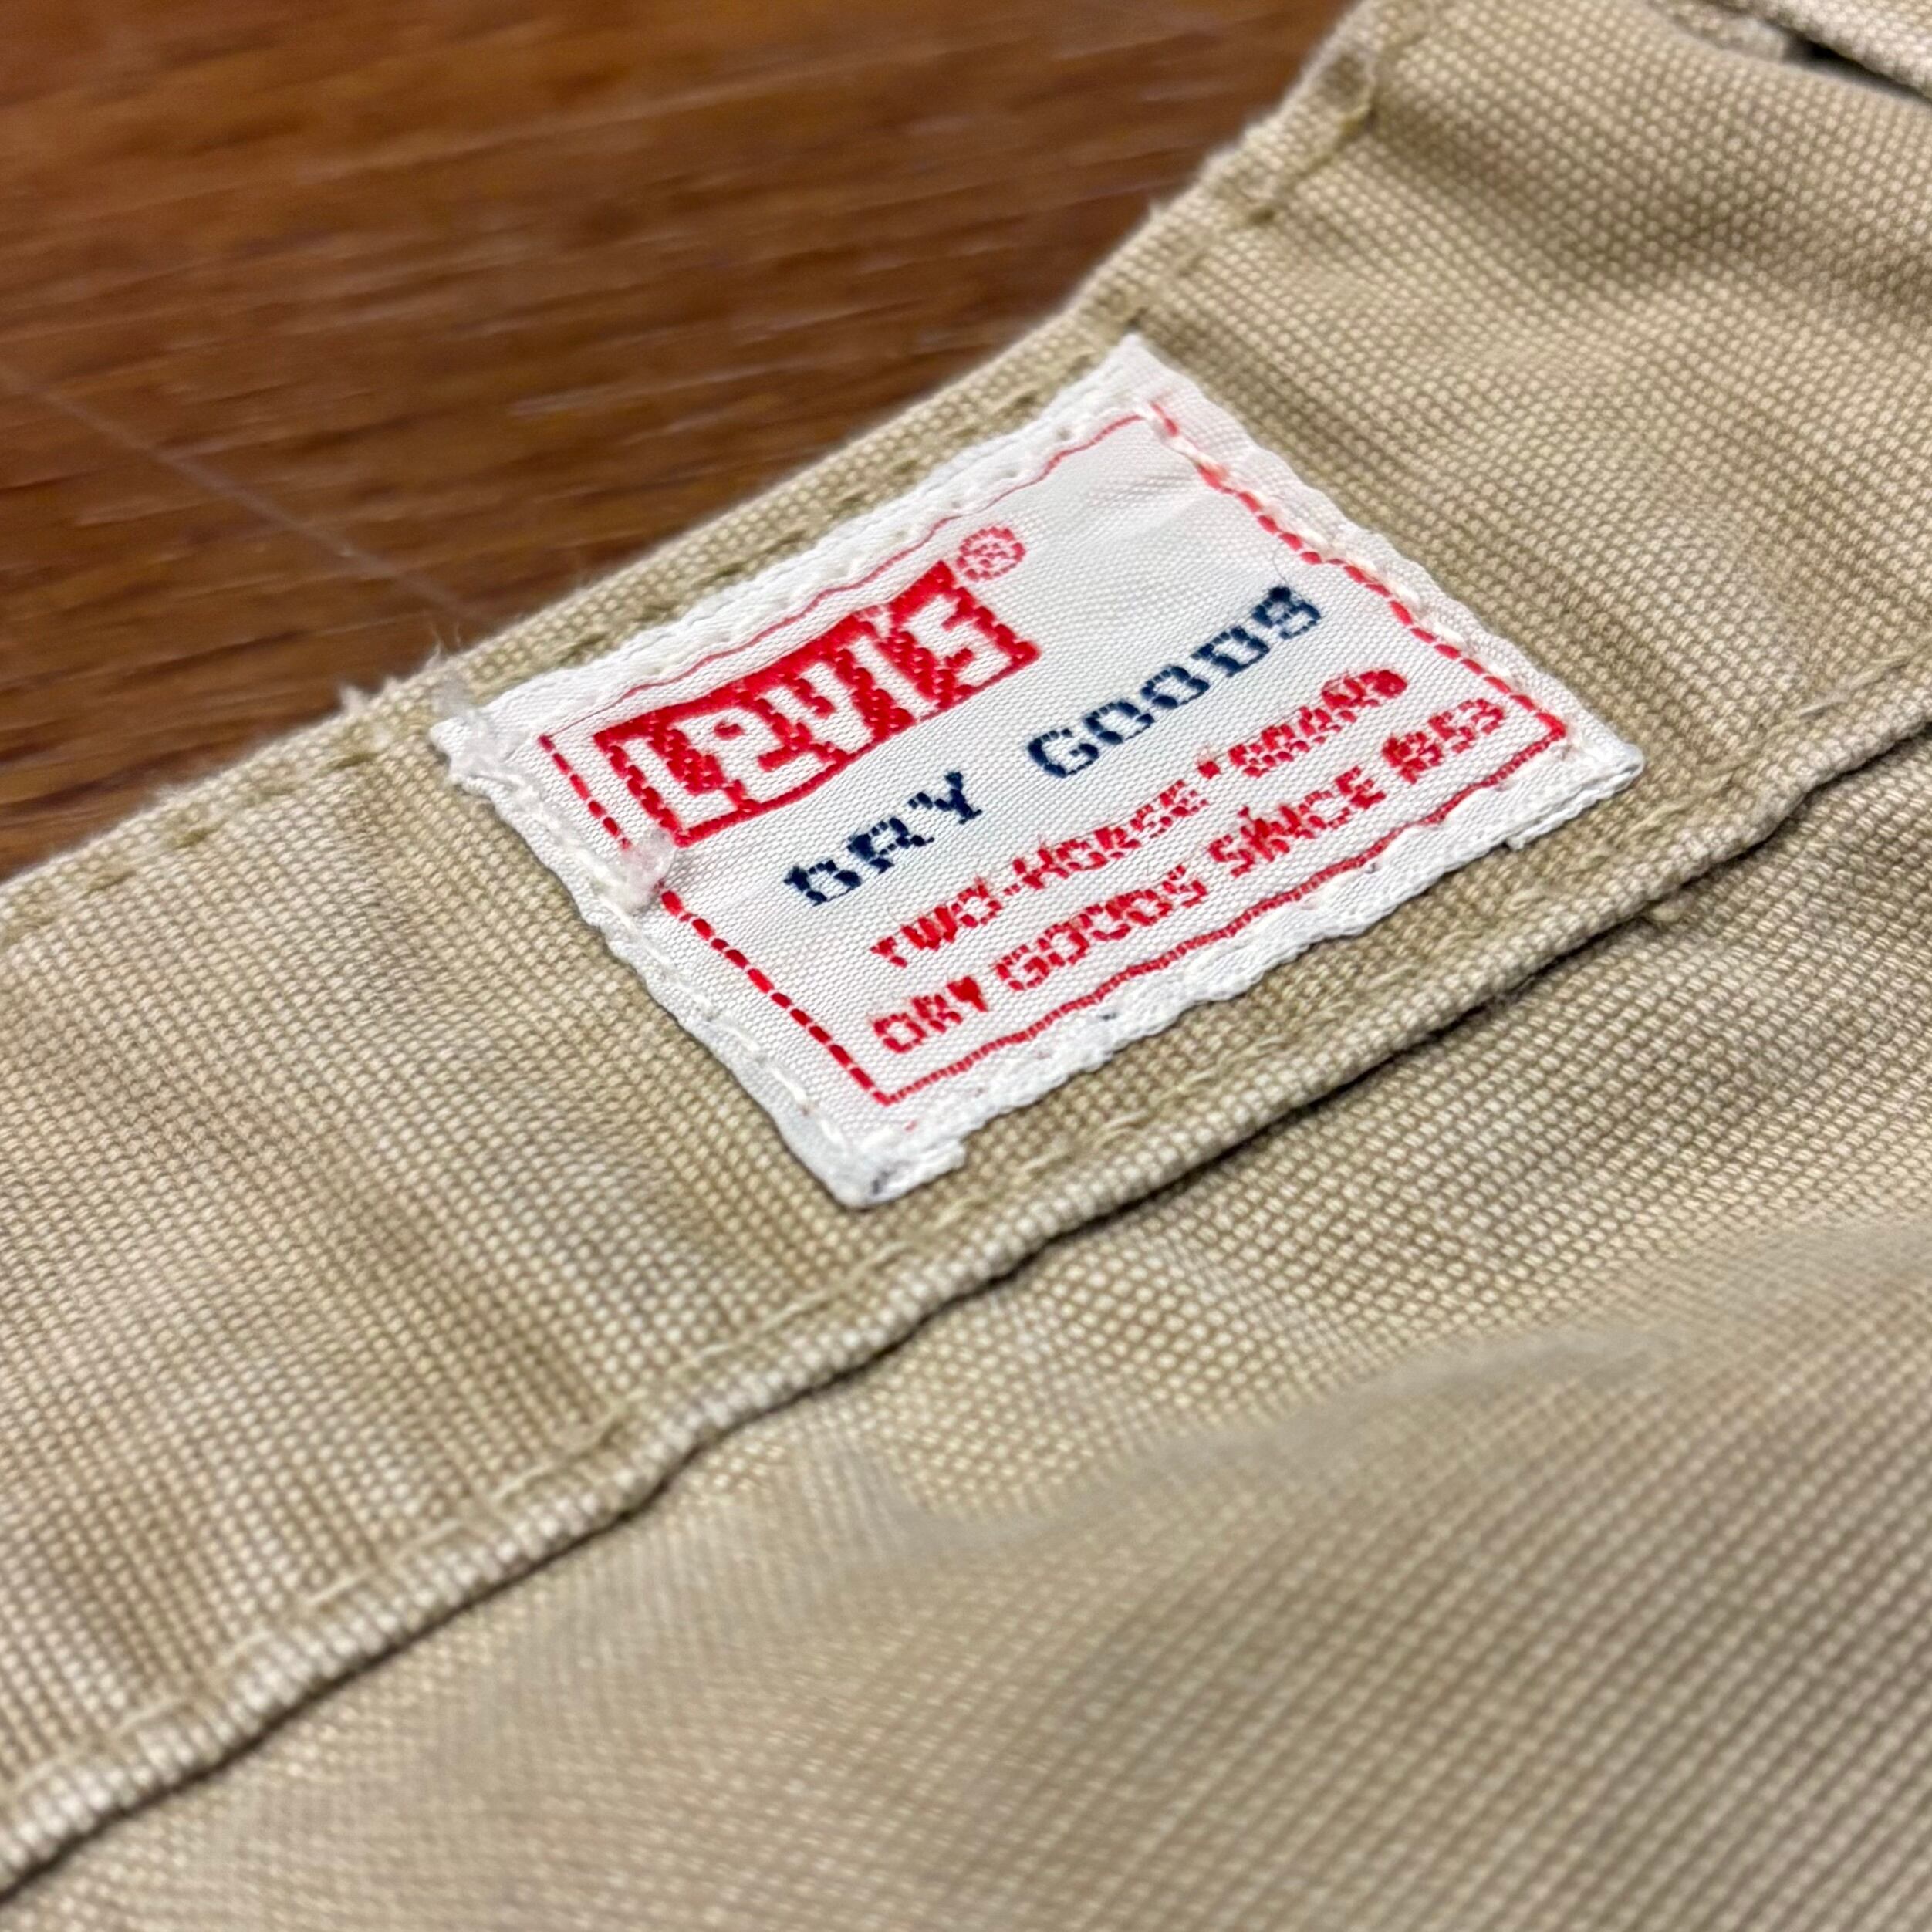 LEVI'S®
DRY GOODS
TWO-HORSE "BRAND"
DRY GOODS SINCE 1853